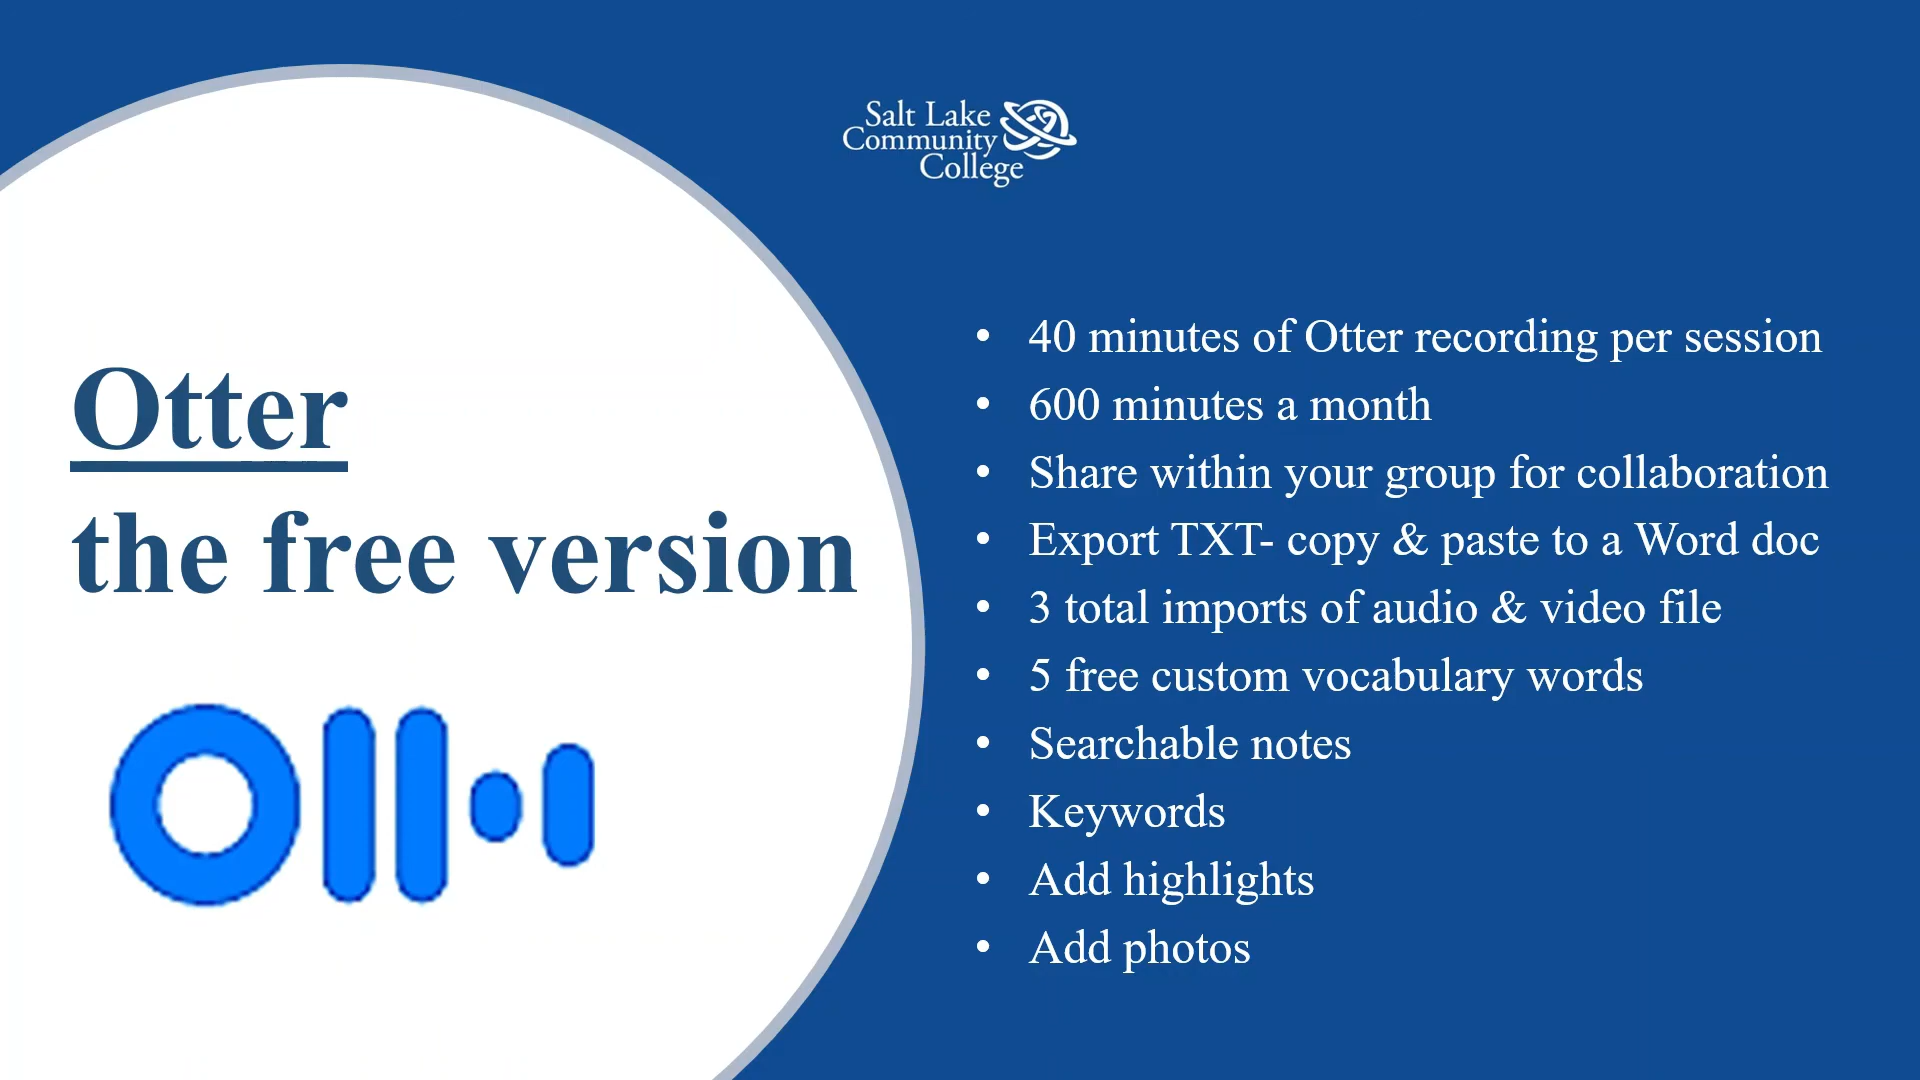 Salt Lake
Community
College
Otter
the free version
• 40 minutes of Otter recording per session
• 600 minutes a month
• Share within your group for collaboration
• Export TXT- copy & paste to a Word doc
• 3 total imports of audio & video file
• 5 free custom vocabulary words
• Searchable notes
• Keywords
• Add highlights
• Add photos